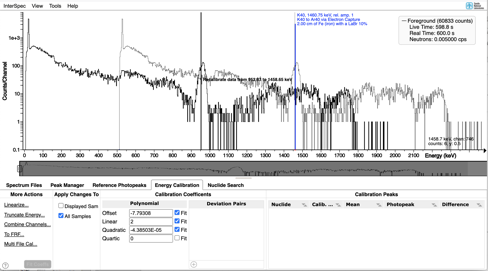 InterSpec View Tools Help
K40, 1460.75 keV, rel. amp. 1
K40 to Ar40 via Electron Capture
2.00 cm of Fe (iron) with a LaBr 10%
Foreground (60833 counts)
Live Time: 598.8 s
Real Time: 600.0 s
Neutrons: 0.005000 cps
1e+3
100
10
1
0.1
Counts/Channel
0 100 200 300 400 500 600 700 800 900 1000 1100 1200 1300 1400 1500 1600 1700 1800 1900 2000 2100
Energy (keV)
Spectrum Files Peak Manager Reference Photopeaks Energy Calibration Nuclide Search
More Actions Apply Changes To Calibration Coefficients Calibration Peaks
Linearize...
Truncate Energy...
Combine Channels...
To FRF...
Multi File Cal...
Displayed Sam
All Samples
Polynomial
Offset -7.79308 Fit
Linear 2 Fit
Quadratic -4.38503E-05 Fit
Quartic 0 Fit
Deviation Pairs
Nuclide Calib. ... Mean Photopeak Difference